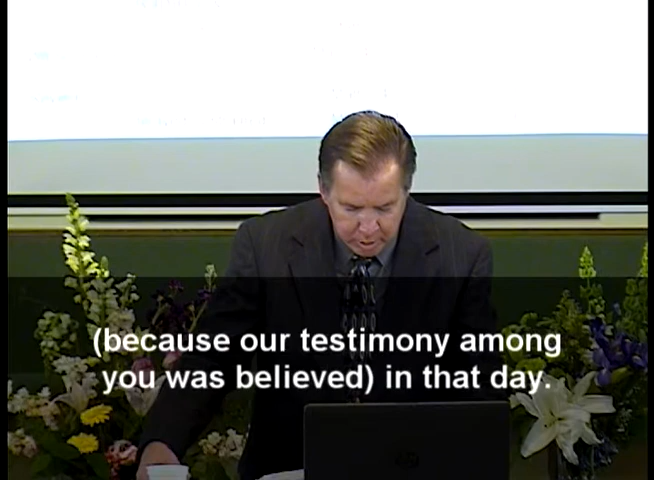 (because our testimony among
you was believed) in that day.